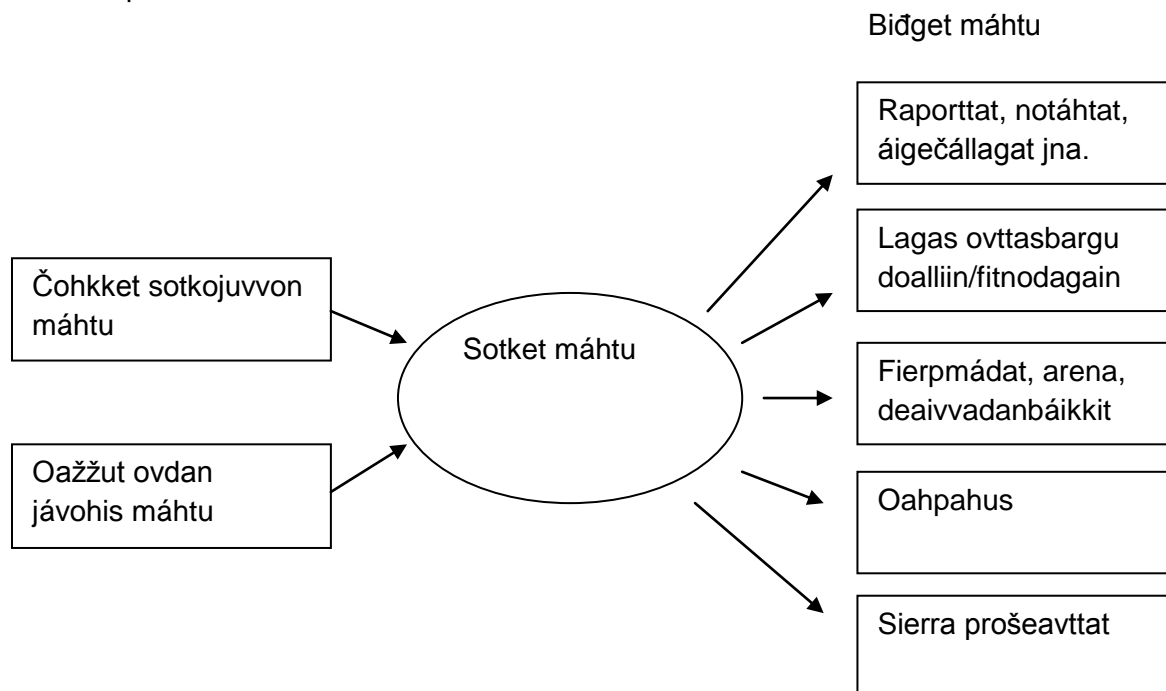 Biđget máhtu
Raporttat, notáhtat,
áigečállagat jna.
Lagas ovttasbargu
doalliin/fitnodagain
Čohkket sotkojuvvon
máhtu
Sotket máhtu
Fierpmádat, arena,
deaivvadanbáikkit
Oažžut ovdan
jávohis máhtu
Oahpahus
Sierra prošeavttat